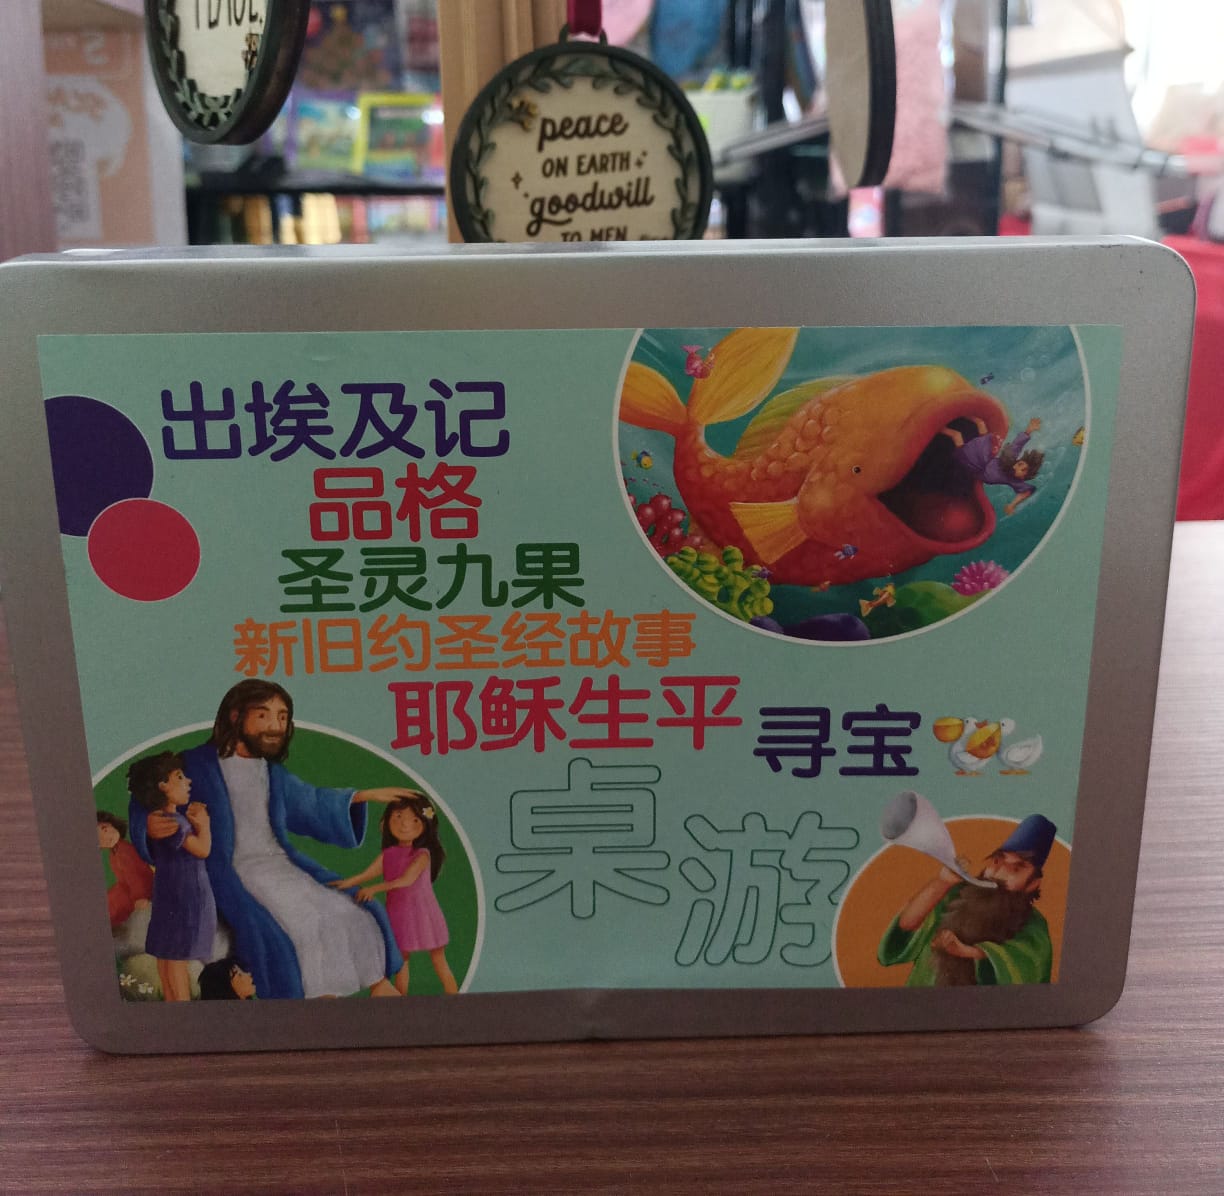 PEACE
peace
ON EARTH
goodwill
TO MEN
出埃及记
品格
圣灵九果
新旧约圣经故事
耶稣生平
寻宝
桌游